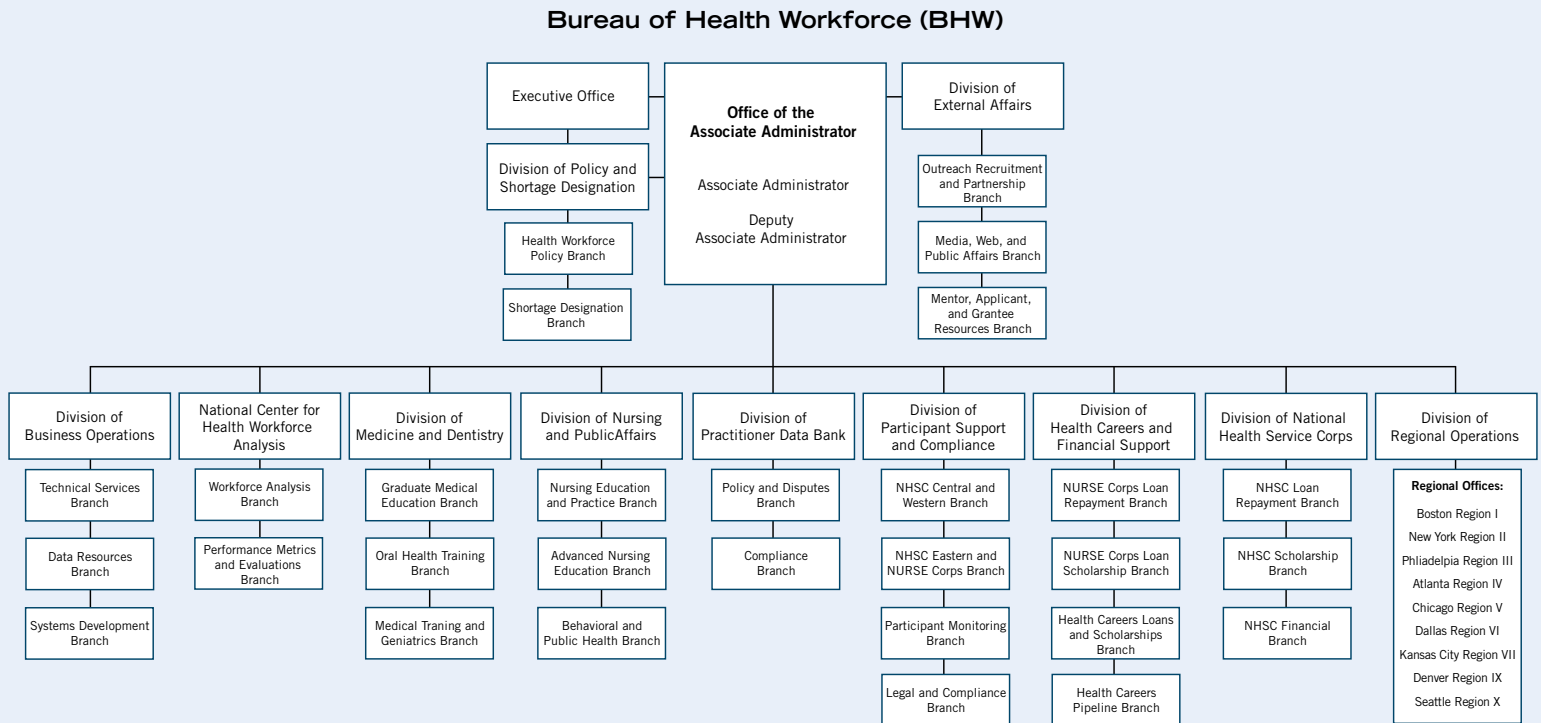 Bureau of Health Workforce (BHW)
Executive Office
Office of the
Associate Administrator
Associate Administrator
Deputy
Associate Administrator
Division of
External Affairs
Division of Policy and
Shortage Designation
Health Workforce
Policy Branch
Shortage Designation
Branch
Outreach Recruitment
and Partnership
Branch
Media, Web, and
Public Affairs Branch
Mentor, Applicant,
and Grantee
Resources Branch
Division of
Business Operations
Technical Services
Branch
Data Resources
Branch
Systems Development
Branch
National Center for
Health Workforce
Analysis
Workforce Analysis
Branch
Performance Metrics
and Evaluations
Branch
Division of
Medicine and Dentistry
Graduate Medical
Education Branch
Oral Health Training
Branch
Medical Traning and
Geniatrics Branch
Division of Nursing
and PublicAffairs
Nursing Education
and Practice Branch
Advanced Nursing
Education Branch
Behavioral and
Public Health Branch
Division of
Practitioner Data Bank
Policy and Disputes
Branch
Compliance
Branch
Division of
Participant Support
and Compliance
NHSC Central and
Western Branch
NHSC Eastern and
NURSE Corps Branch
Participant Monitoring
Branch
Legal and Compliance
Branch
Division of
Health Careers and
Financial Support
NURSE Corps Loan
Repayment Branch
NURSE Corps Loan
Scholarship Branch
Health Careers Loans
and Scholarships
Branch
Health Careers
Pipeline Branch
Division of National
Health Service Corps
NHSC Loan
Repayment Branch
NHSC Scholarship
Branch
NHSC Financial
Branch
Division of
Regional Operations
Regional Offices:
Boston Region I
New York Region II
Phliadelpia Region III
Atlanta Region IV
Chicago Region V
Dallas Region VI
Kansas City Region VII
Denver Region IX
Seattle Region X